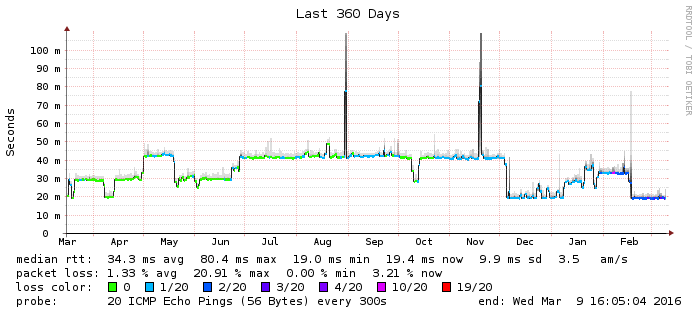 Last 360 Days
RRDTOOL / TOBI OETIKER
Seconds
100 m
90 m
80 m
70 m
60 m
50 m
40 m
30 m
20 m
10 m
0
Mar Apr May Jun Jul Aug Sep Oct Nov Dec Jan Feb
median rtt: 34.3 ms avg 80.4 ms max 19.0 ms min 19.4 ms now 9.9 ms sd 3.5 am/s
packet loss: 1.33 % avg 20.91 % max 0.00 % min 3.21 % now
loss color: 0 1/20 2/20 3/20 4/20 10/20 19/20
probe: 20 ICMP Echo Pings (56 Bytes) every 300s end: Wed Mar 9 16:05:04 2016